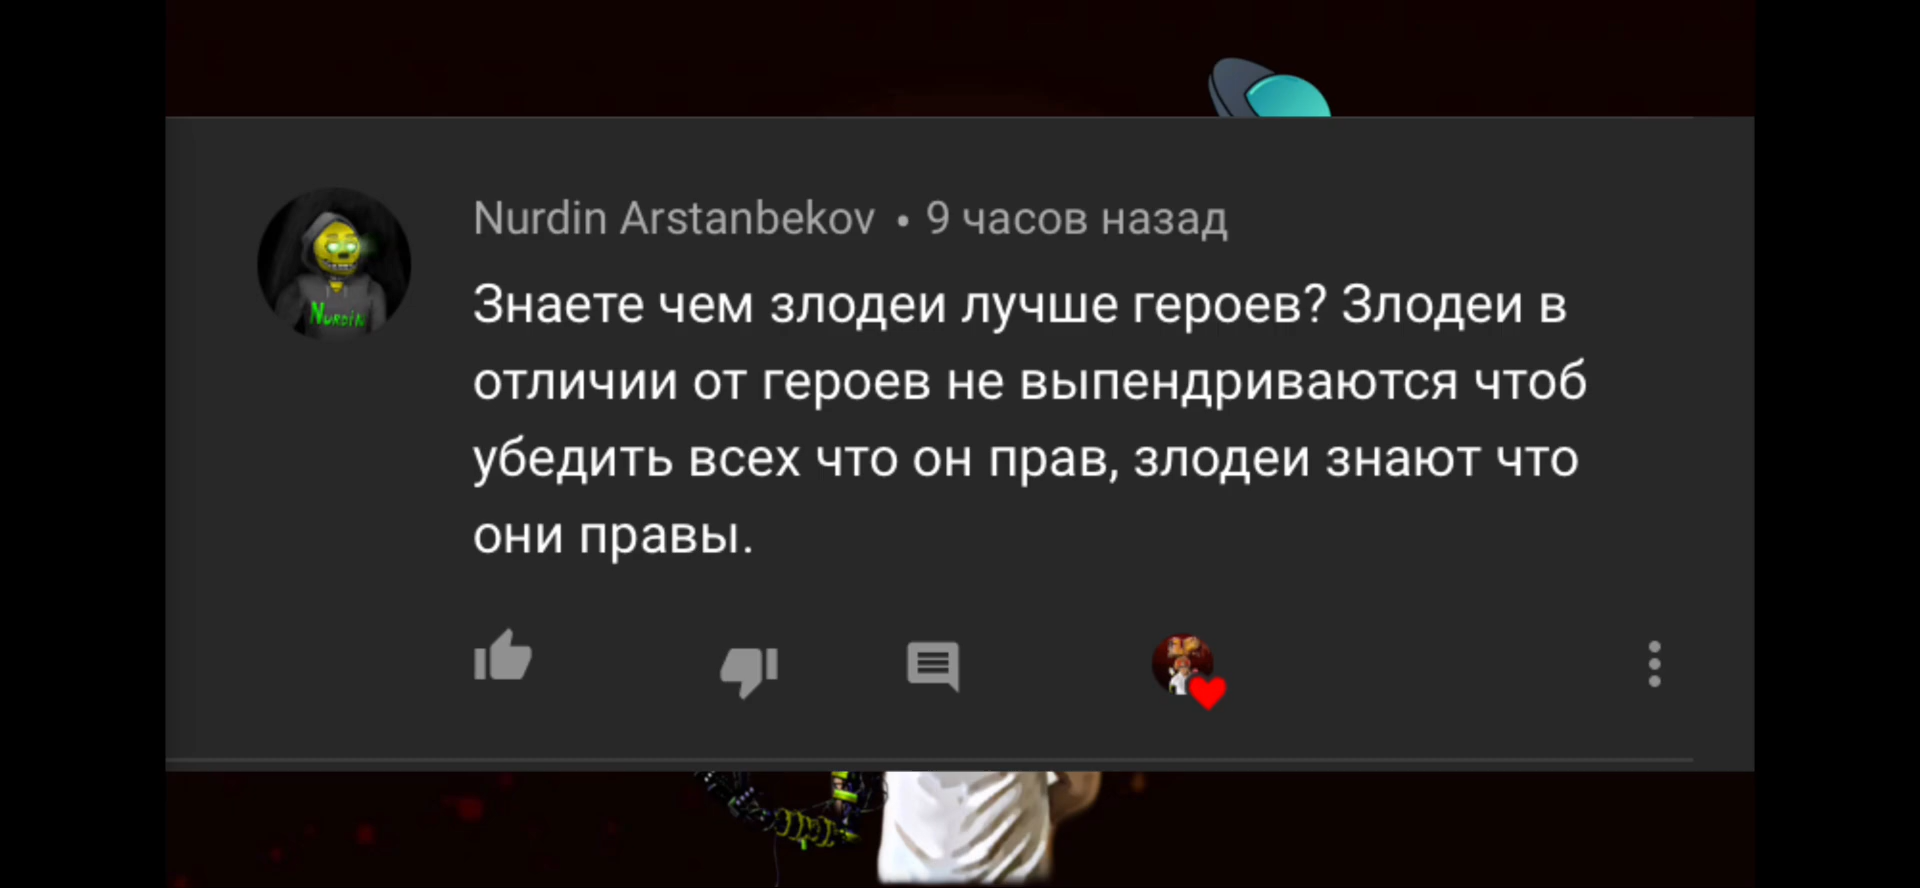 Nurdin Arstanbekov • 9 часов назад
Знаете чем злодеи лучше героев? Злодеи в
отличии от героев не выпендриваются чтоб
убедить всех что он прав, злодеи знают что
они правы.
Nurdin